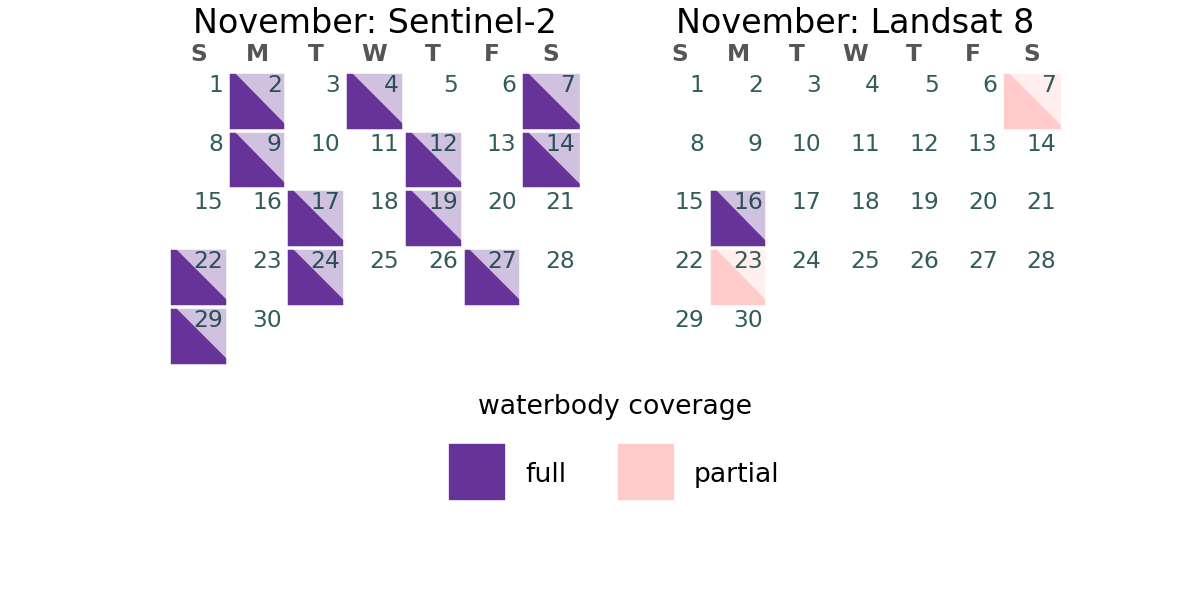 November: Sentinel-2
S M T W T F S
1 2 3 4 5 6 7
8 9 10 11 12 13 14
15 16 17 18 19 20 21
22 23 24 25 26 27 28
29 30
November: Landsat 8
S M T W T F S
1 2 3 4 5 6 7
8 9 10 11 12 13 14
15 16 17 18 19 20 21
22 23 24 25 26 27 28
29 30
waterbody coverage
full partial